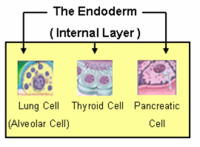 The Endoderm
( Internal Layer )
Lung Cell
(Alveolar Cell)
Thyroid Cell
Pancreatic
Cell